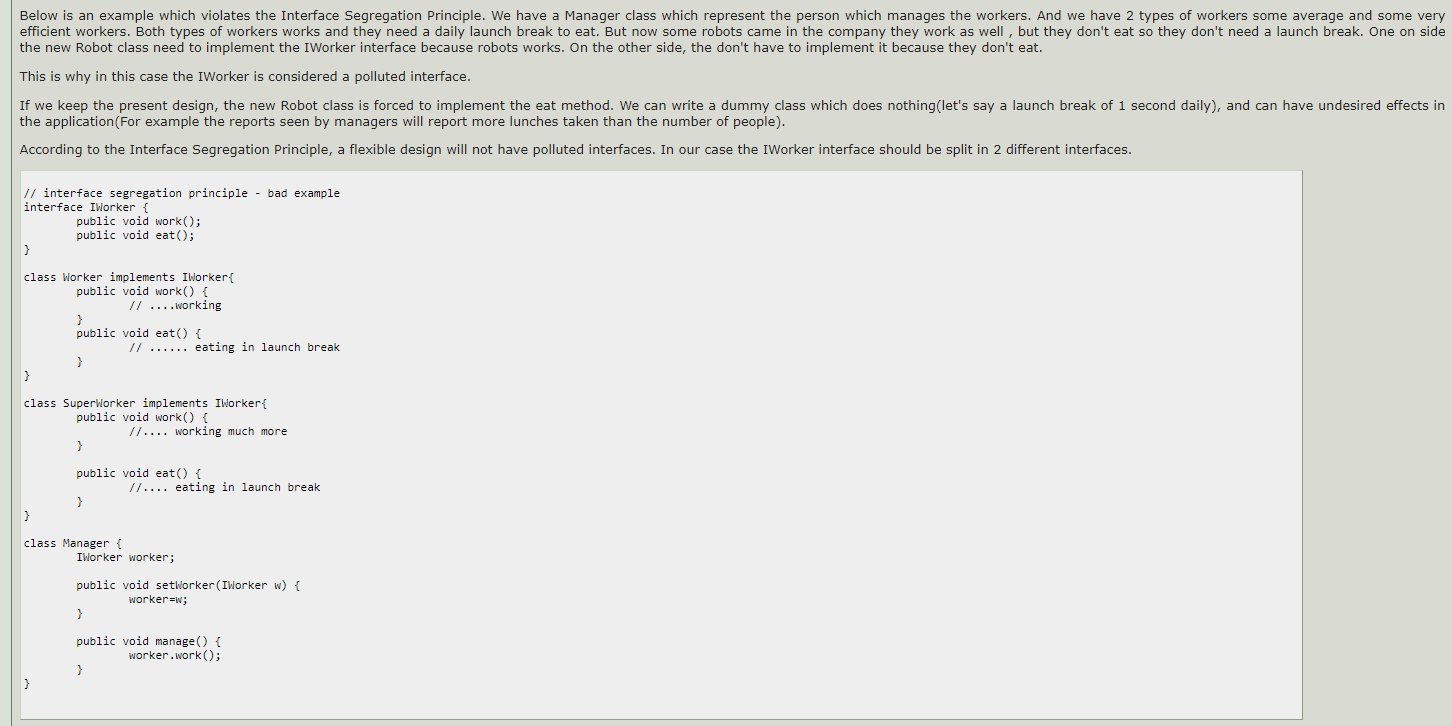 Below is an example which violates the Interface Segregation Principle. We have a Manager class which represent the person which manages the workers. And we have 2 types of workers some average and some very
efficient workers. Both types of workers works and they need a daily launch break to eat. But now some robots came in the company they work as well , but they don't eat so they don't need a launch break. One on side
the new Robot class need to implement the IWorker interface because robots works. On the other side, the don't have to implement it because they don't eat.
This is why in this case the IWorker is considered a polluted interface.
If we keep the present design, the new Robot class is forced to implement the eat method. We can write a dummy class which does nothing(let's say a launch break of 1 second daily), and can have undesired effects in
the application(For example the reports seen by managers will report more lunches taken than the number of people).
According to the Interface Segregation Principle, a flexible design will not have polluted interfaces. In our case the IWorker interface should be split in 2 different interfaces.
// interface segregation principle - bad example
interface IWorker {
public void work();
public void eat();
}
class Worker implements IWorker{
public void work() {
// ....working
}
public void eat() {
// ...... eating in launch break
}
}
class SuperWorker implements IWorker{
public void work() {
//.... working much more
}
public void eat() {
//.... eating in launch break
}
}
class Manager {
IWorker worker;
public void setWorker(IWorker w) {
worker=w;
}
public void manage() {
worker.work();
}
}